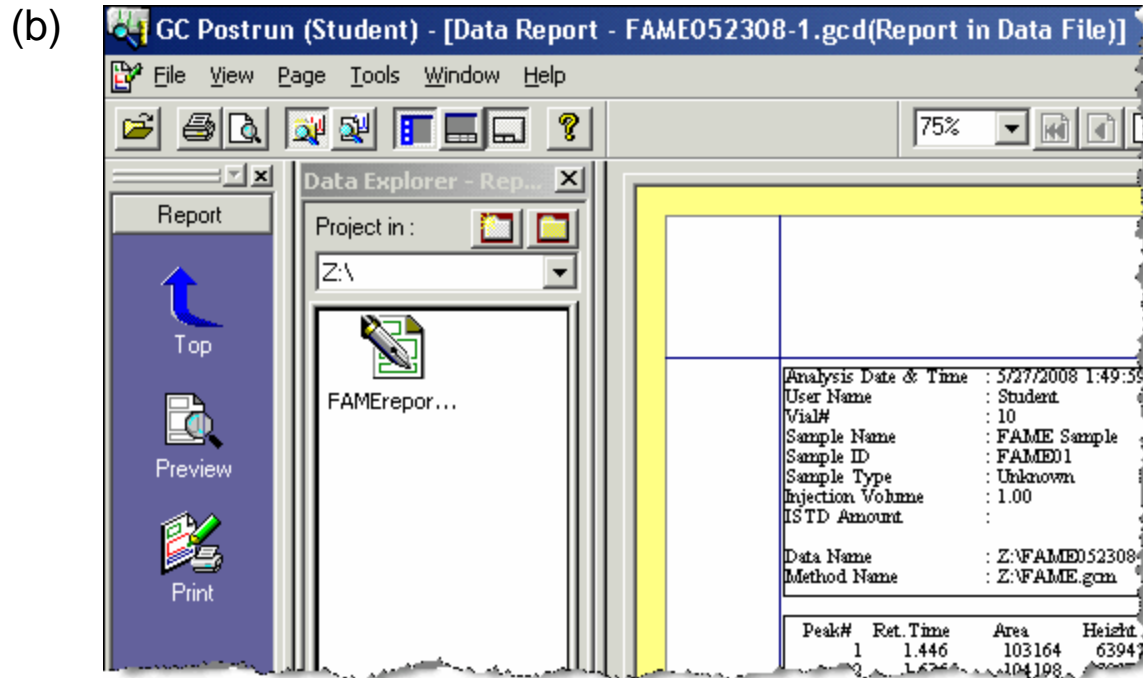 (b)
GC Postrun (Student) - [Data Report - FAME052308-1.gcd(Report in Data File)]
File View Page Tools Window Help
75%
Report
Top
Preview
Print
Data Explorer - Rep...
Project in :
Z:\
FAMErepor...
Analysis Date & Time : 5/27/2008 1:49:59
User Name : Student
Vial# : 10
Sample Name : FAME Sample
Sample ID : FAME01
Sample Type : Unknown
Injection Volume : 1.00
ISTD Amount :
Data Name : Z:\FAME052308
Method Name : Z:\FAME.gcm
Peak# Ret.Time Area Height
1 1.446 103164 63947
104198